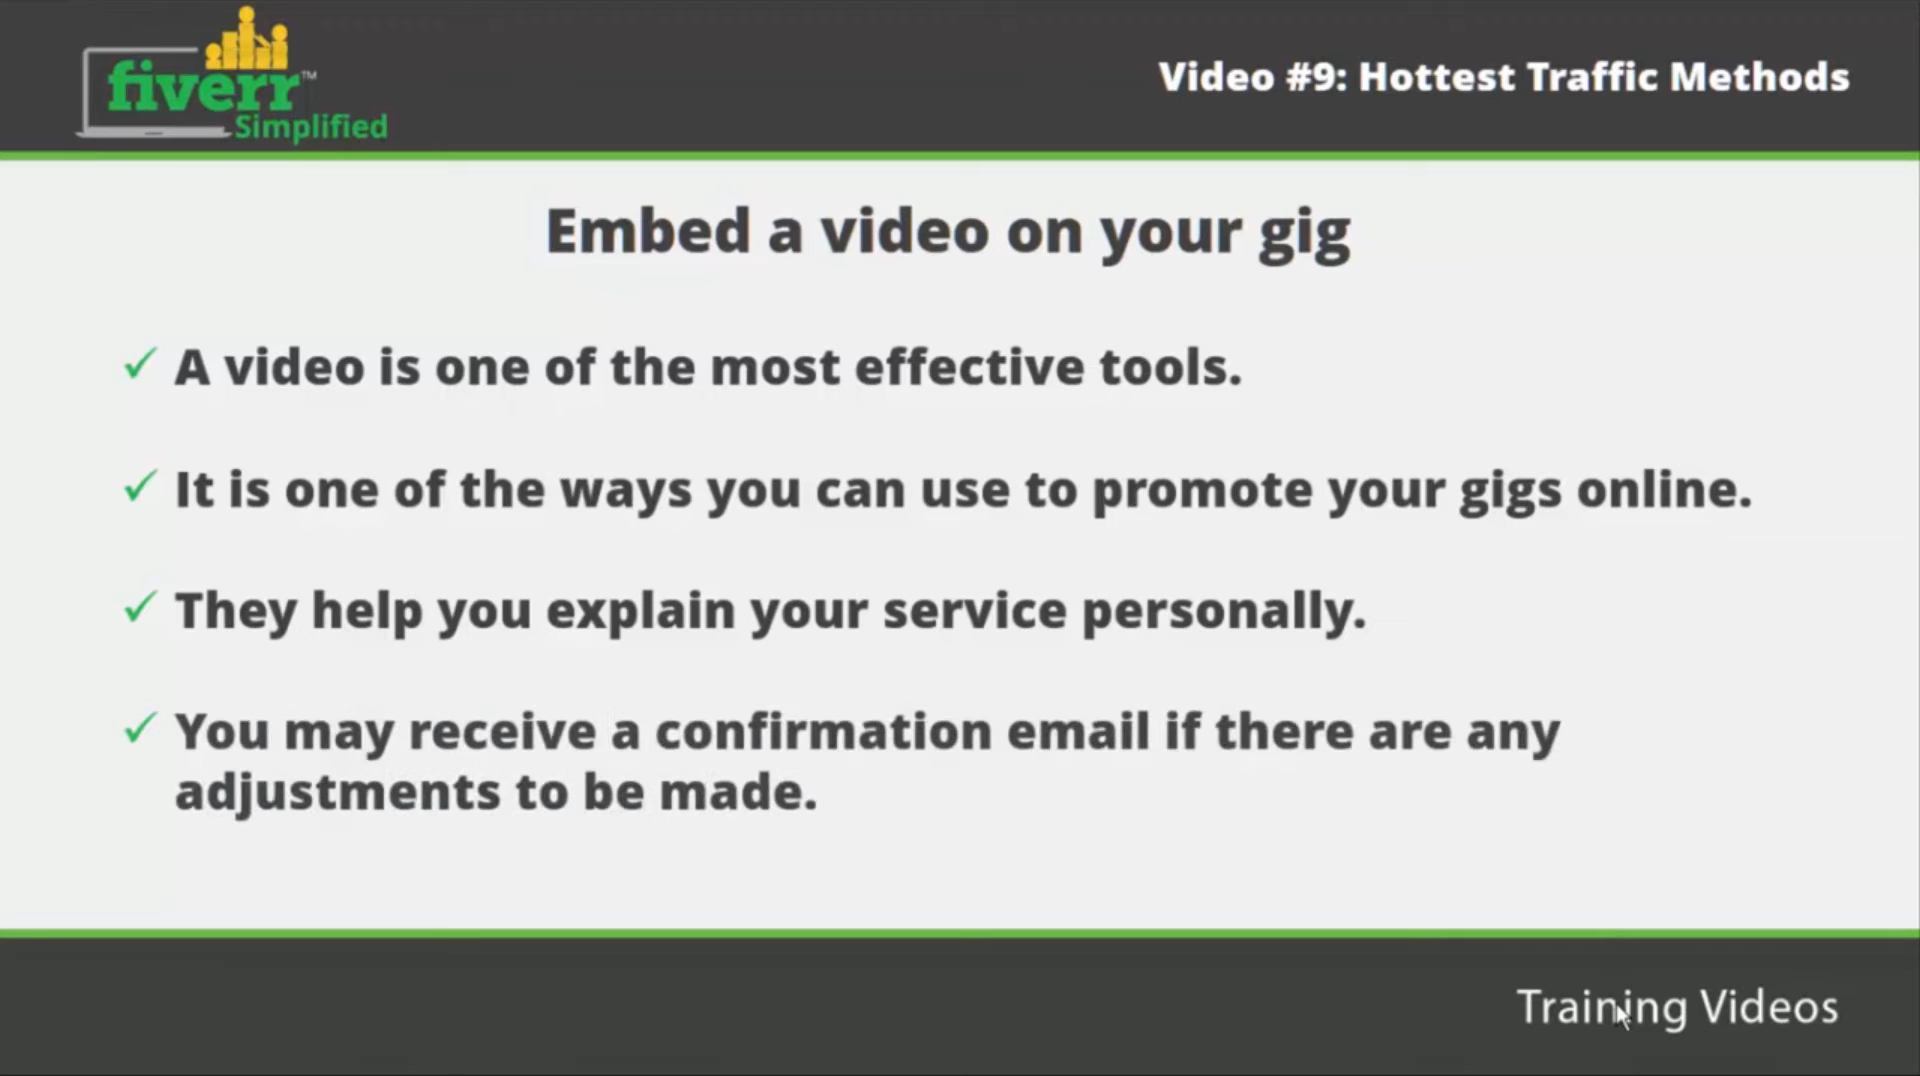 fiverr™
Simplified
Video #9: Hottest Traffic Methods
Embed a video on your gig
✓ A video is one of the most effective tools.
✓ It is one of the ways you can use to promote your gigs online.
✓ They help you explain your service personally.
✓ You may receive a confirmation email if there are any
adjustments to be made.
Training Videos